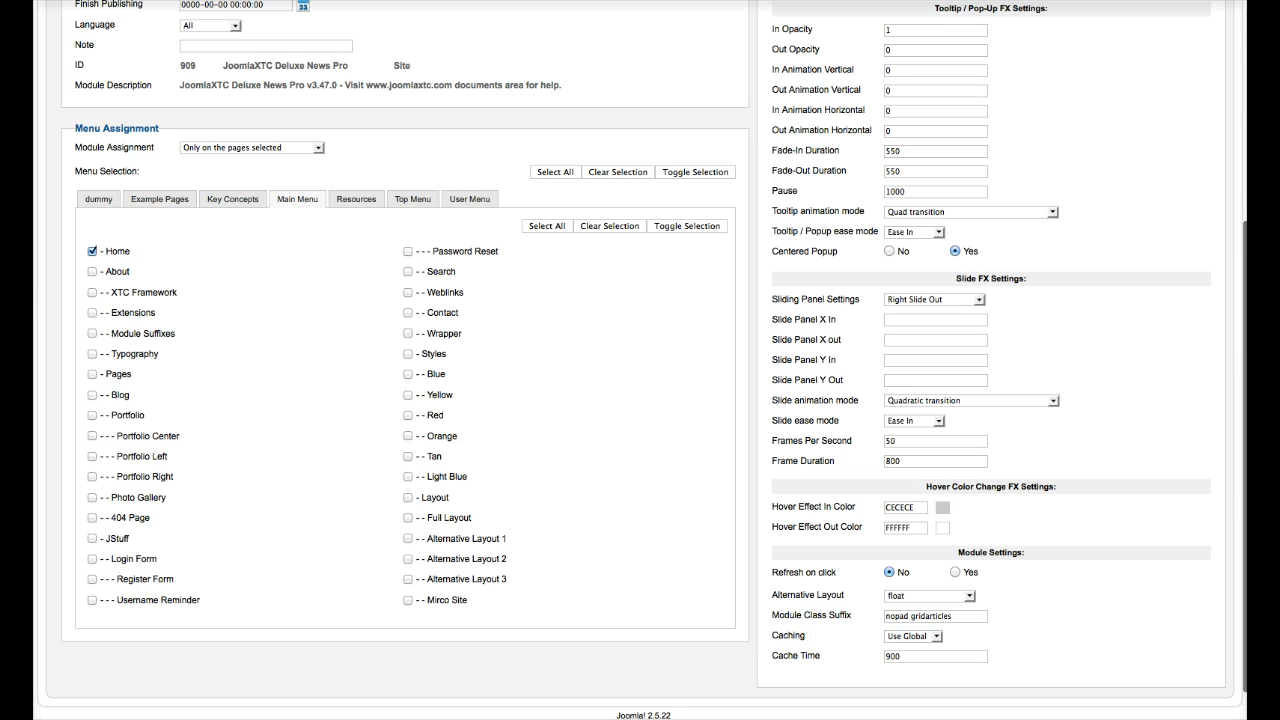 Finish Publishing 0000-00-00 00:00:00 23
Language All
Note
ID 909 JoomlaXTC Deluxe News Pro Site
Module Description JoomlaXTC Deluxe News Pro v3.47.0 - Visit www.joomlaxtc.com documents area for help.
Menu Assignment
Module Assignment Only on the pages selected
Menu Selection: Select All Clear Selection Toggle Selection
dummy Example Pages Key Concepts Main Menu Resources Top Menu User Menu
Select All Clear Selection Toggle Selection
- Home
- About
- - XTC Framework
- - Extensions
- - Module Suffixes
- - Typography
- Pages
- - Blog
- - Portfolio
- - - Portfolio Center
- - - Portfolio Left
- - - Portfolio Right
- - Photo Gallery
- - 404 Page
- JStuff
- - Login Form
- - - Register Form
- - - Username Reminder
- - - Password Reset
- - Search
- - Weblinks
- - Contact
- - Wrapper
- Styles
- - Blue
- - Yellow
- - Red
- - Orange
- - Tan
- - Light Blue
- Layout
- - Full Layout
- - Alternative Layout 1
- - Alternative Layout 2
- - Alternative Layout 3
- - Mirco Site
Tooltip / Pop-Up FX Settings:
In Opacity 1
Out Opacity 0
In Animation Vertical 0
Out Animation Vertical 0
In Animation Horizontal 0
Out Animation Horizontal 0
Fade-In Duration 550
Fade-Out Duration 550
Pause 1000
Tooltip animation mode Quad transition
Tooltip / Popup ease mode Ease In
Centered Popup No Yes
Slide FX Settings:
Sliding Panel Settings Right Slide Out
Slide Panel X In
Slide Panel X out
Slide Panel Y In
Slide Panel Y Out
Slide animation mode Quadratic transition
Slide ease mode Ease In
Frames Per Second 50
Frame Duration 800
Hover Color Change FX Settings:
Hover Effect In Color CECECE
Hover Effect Out Color FFFFFF
Module Settings:
Refresh on click No Yes
Alternative Layout float
Module Class Suffix nopad gridarticles
Caching Use Global
Cache Time 900
Joomla! 2.5.22